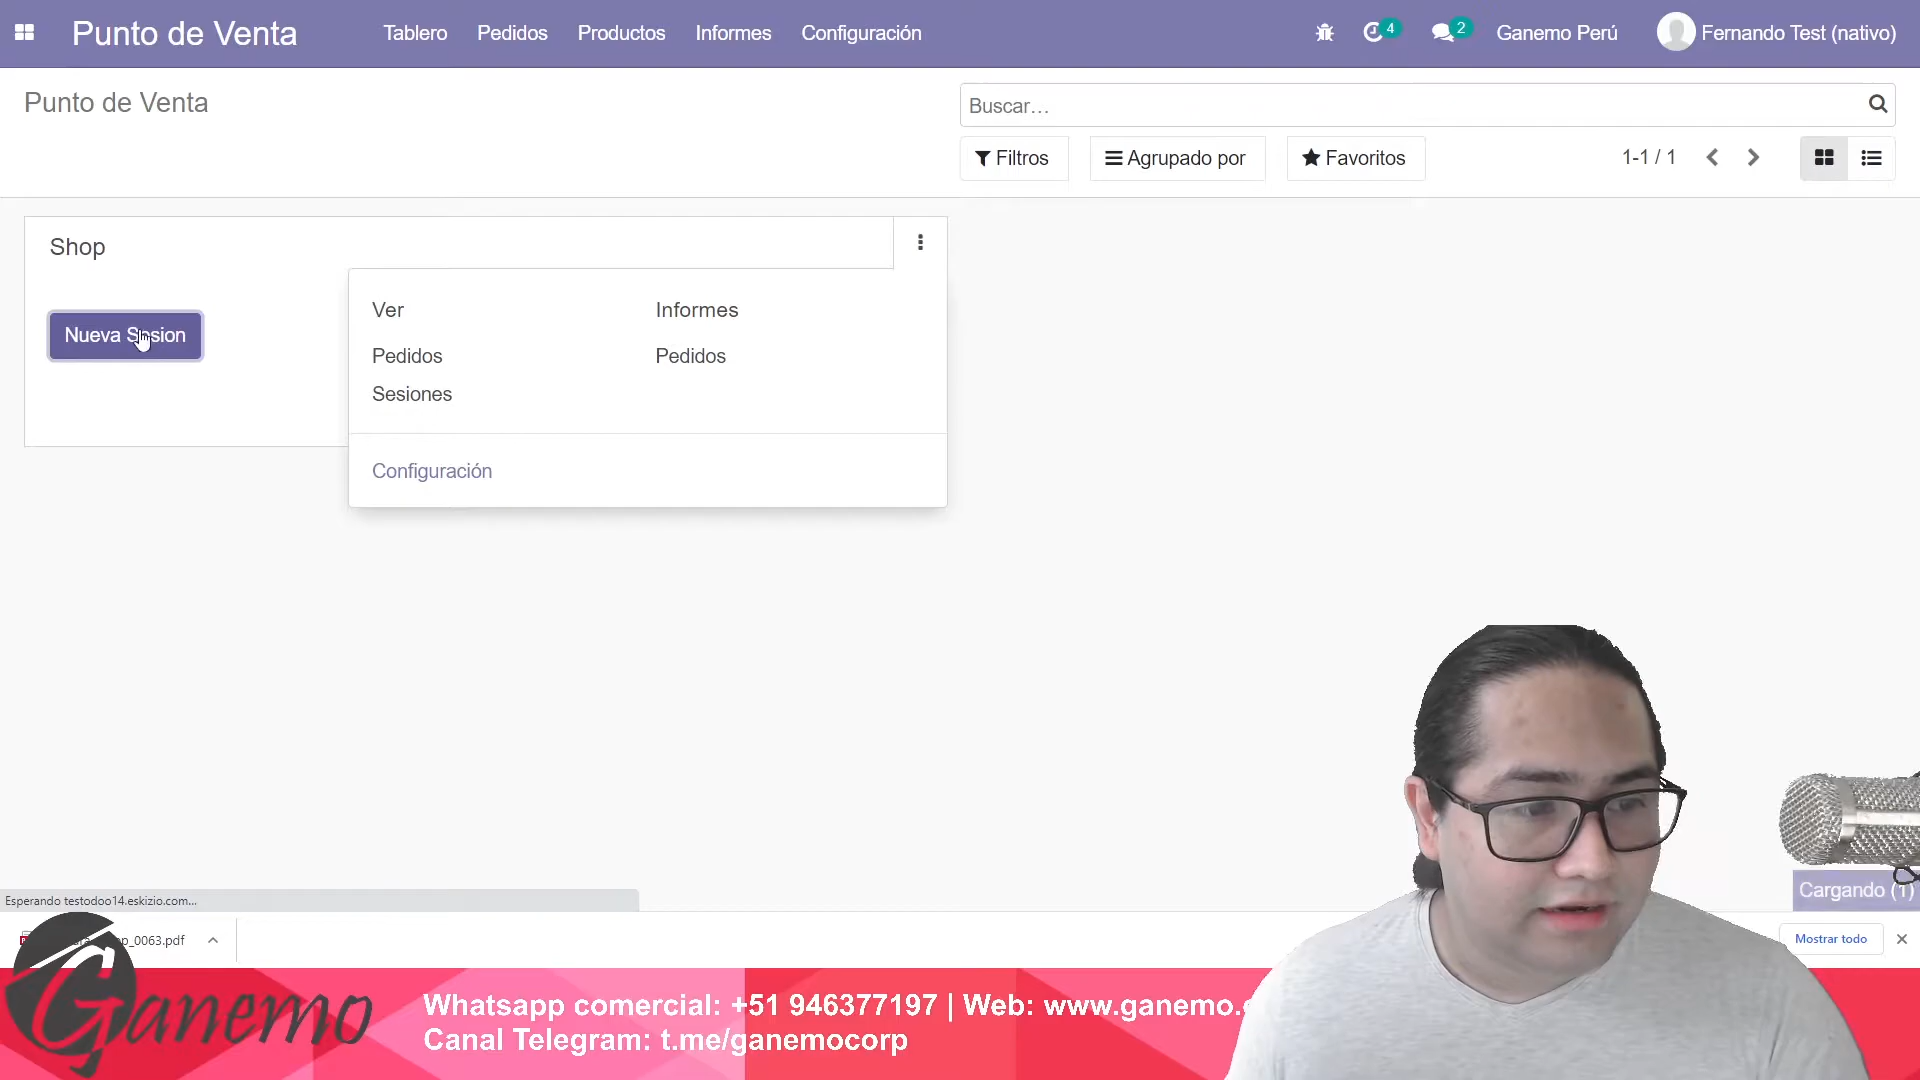 Punto de Venta
Tablero
Pedidos
Productos
Informes
Configuración
4
2
Ganemo Perú
Fernando Test (nativo)
Punto de Venta
Buscar...
Filtros
Agrupado por
Favoritos
1-1 / 1
Shop
Nueva Sesion
Ver
Informes
Pedidos
Pedidos
Sesiones
Configuración
Esperando testodoo14.eskizio.com...
Cargando (1)
_0063.pdf
Mostrar todo
Ganemo
Whatsapp comercial: +51 946377197 | Web: www.ganemo.
Canal Telegram: t.me/ganemocorp